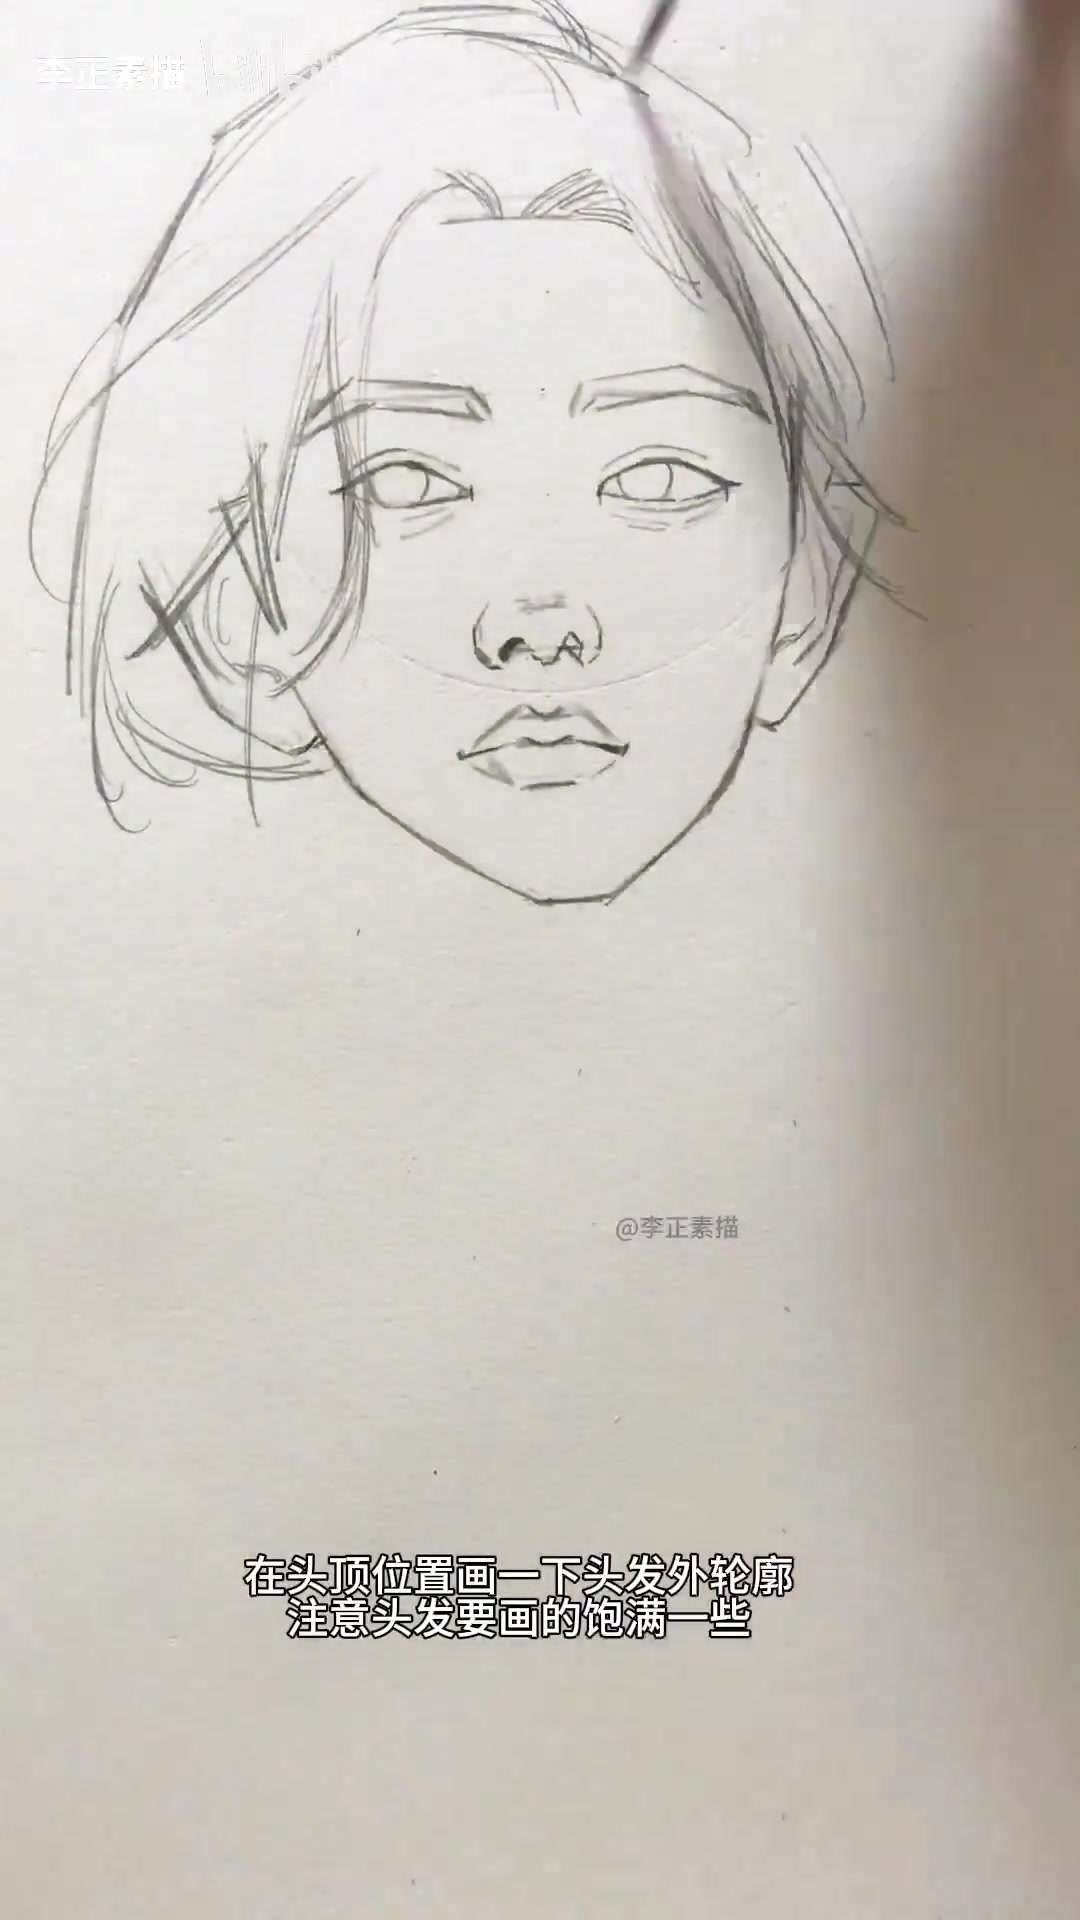 李正素描
@李正素描
在头顶位置画一下头发外轮廓
注意头发要画的饱满一些